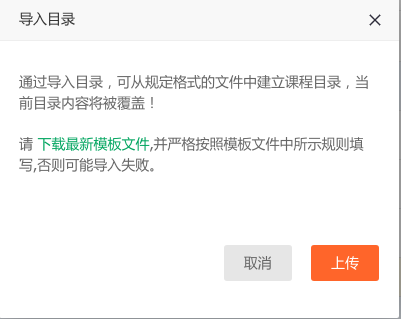 导入目录
通过导入目录，可从规定格式的文件中建立课程目录，当
前目录内容将被覆盖！
请 下载最新模板文件,并严格按照模板文件中所示规则填
写,否则可能导入失败。
取消 上传